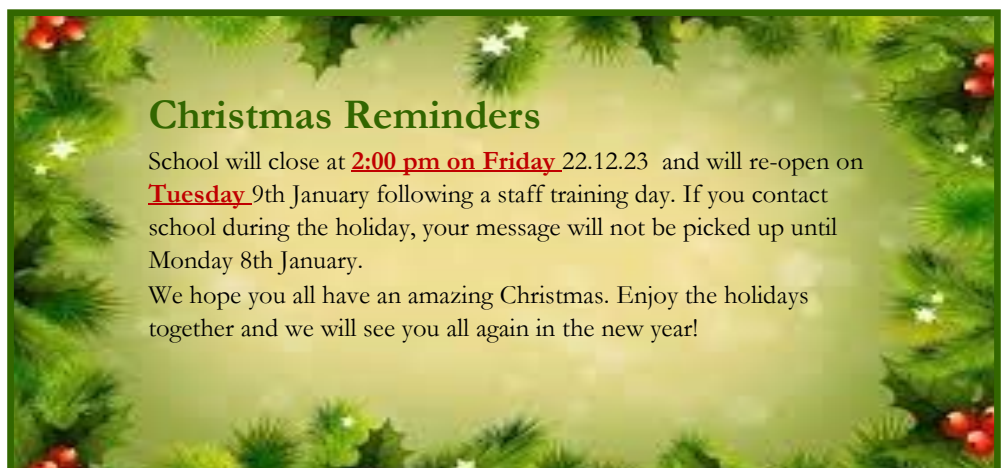 Christmas Reminders
School will close at 2:00 pm on Friday 22.12.23 and will re-open on
Tuesday 9th January following a staff training day. If you contact
school during the holiday, your message will not be picked up until
Monday 8th January.
We hope you all have an amazing Christmas. Enjoy the holidays
together and we will see you all again in the new year!